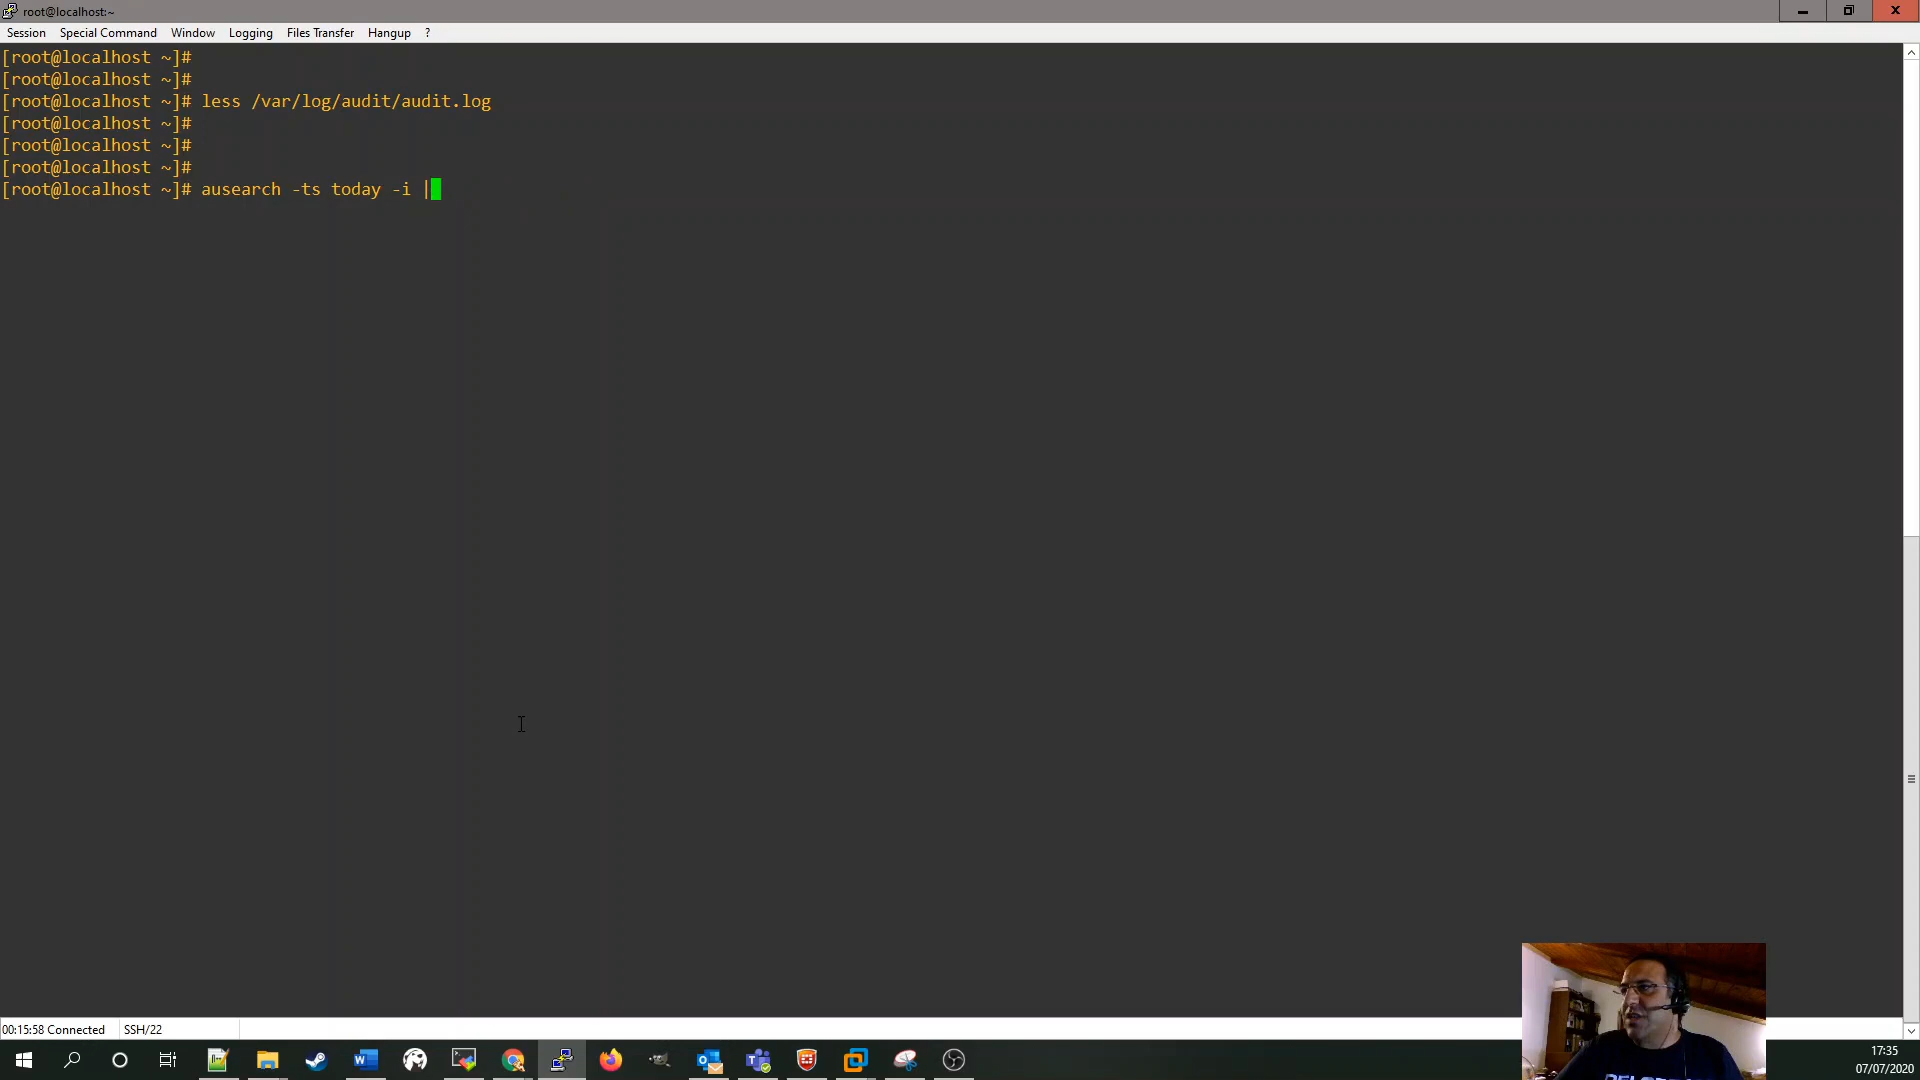 root@localhost:~
Session Special Command Window Logging Files Transfer Hangup ?
[root@localhost ~]#
[root@localhost ~]#
[root@localhost ~]# less /var/log/audit/audit.log
[root@localhost ~]#
[root@localhost ~]#
[root@localhost ~]#
[root@localhost ~]# ausearch -ts today -i |
00:15:58 Connected SSH/22
17:35
07/07/2020